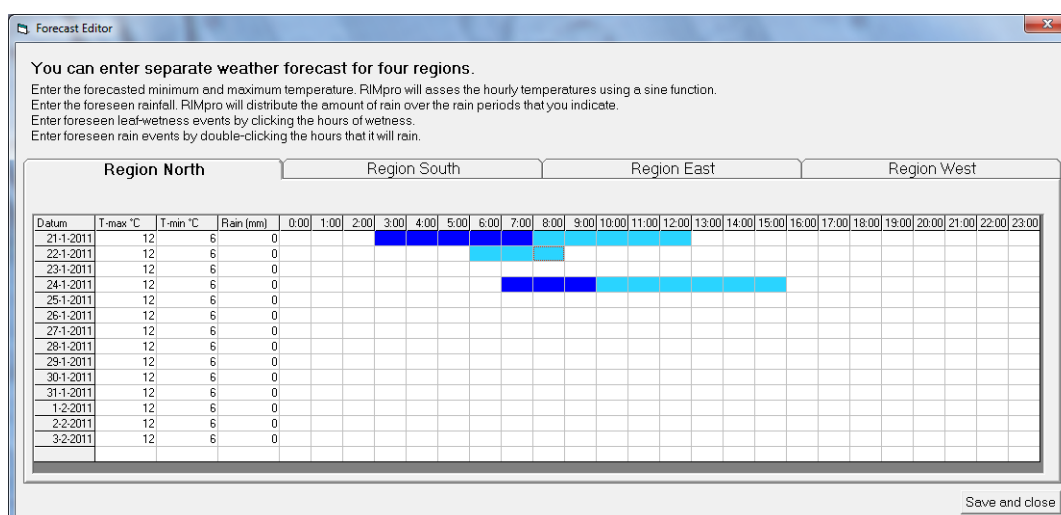 Forecast Editor
You can enter separate weather forecast for four regions.
Enter the forecasted minimum and maximum temperature. RIMpro will asses the hourly temperatures using a sine function.
Enter the foreseen rainfall. RIMpro will distribute the amount of rain over the rain periods that you indicate.
Enter foreseen leaf-wetness events by clicking the hours of wetness.
Enter foreseen rain events by double-clicking the hours that it will rain.
Region North Region South Region East Region West
Datum T-max °C T-min °C Rain (mm) 0:00 1:00 2:00 3:00 4:00 5:00 6:00 7:00 8:00 9:00 10:00 11:00 12:00 13:00 14:00 15:00 16:00 17:00 18:00 19:00 20:00 21:00 22:00 23:00
21-1-2011 12 6 0
22-1-2011 12 6 0
23-1-2011 12 6 0
24-1-2011 12 6 0
25-1-2011 12 6 0
26-1-2011 12 6 0
27-1-2011 12 6 0
28-1-2011 12 6 0
29-1-2011 12 6 0
30-1-2011 12 6 0
31-1-2011 12 6 0
1-2-2011 12 6 0
2-2-2011 12 6 0
3-2-2011 12 6 0
Save and close